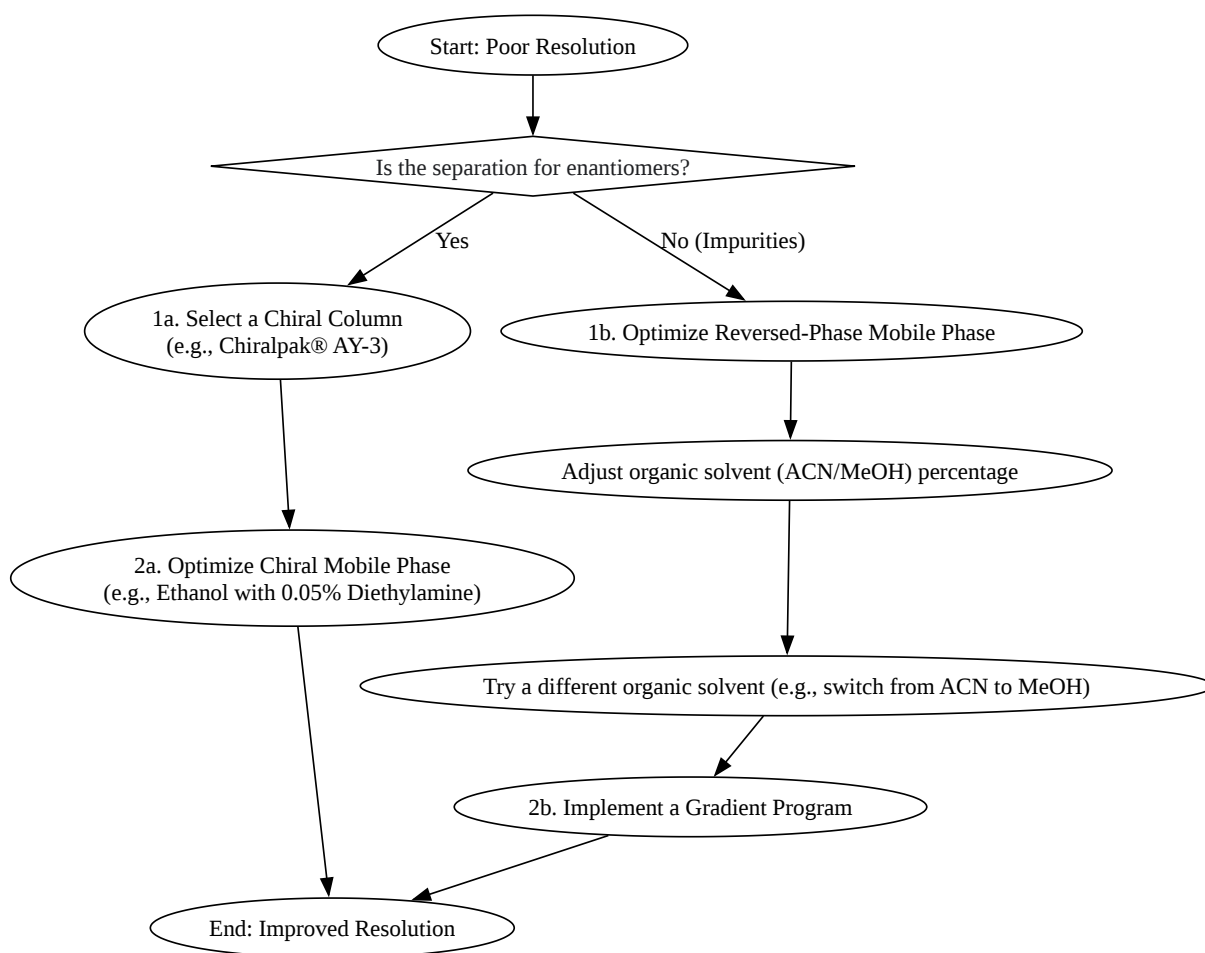 Start: Poor Resolution
Is the separation for enantiomers?
Yes
No (Impurities)
1a. Select a Chiral Column
(e.g., Chiralpak® AY-3)
1b. Optimize Reversed-Phase Mobile Phase
Adjust organic solvent (ACN/MeOH) percentage
2a. Optimize Chiral Mobile Phase
(e.g., Ethanol with 0.05% Diethylamine)
Try a different organic solvent (e.g., switch from ACN to MeOH)
2b. Implement a Gradient Program
End: Improved Resolution